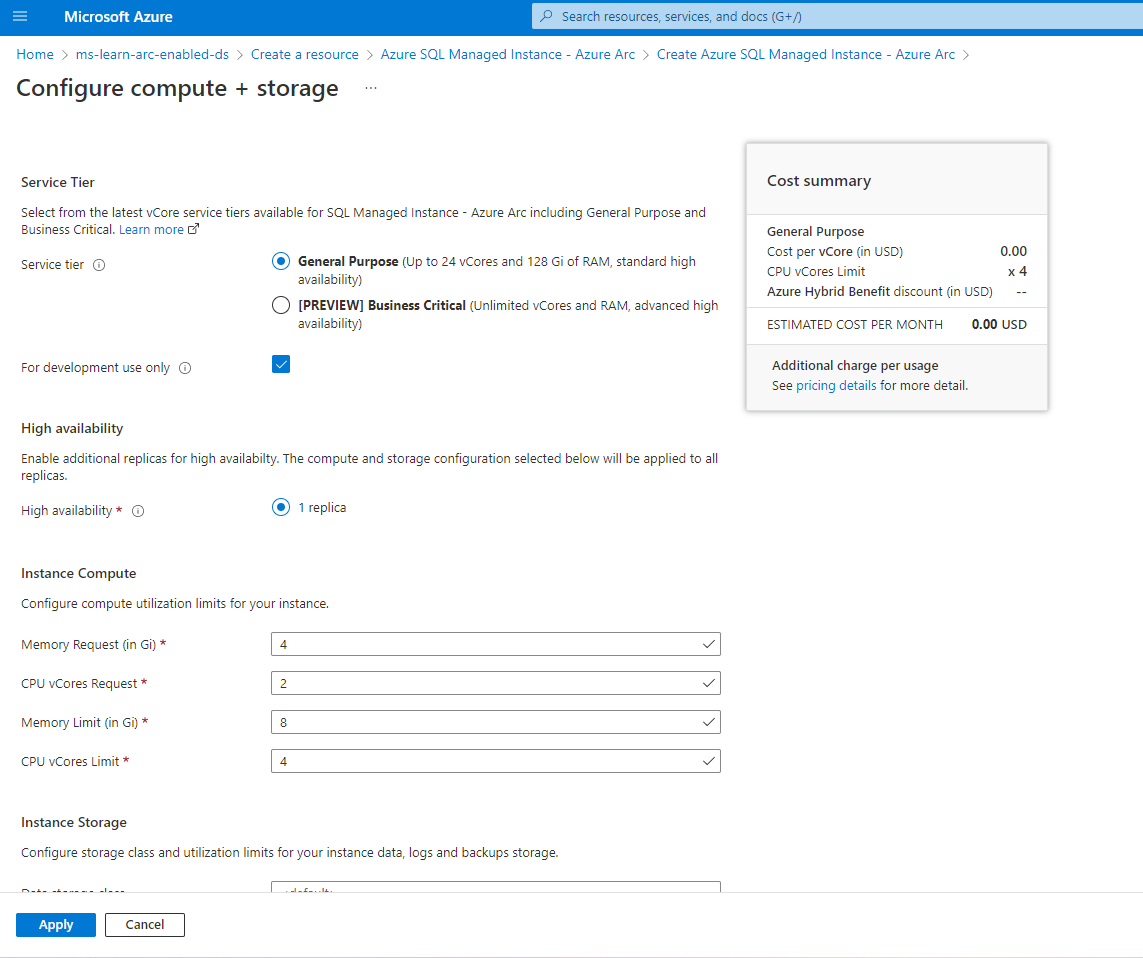 Microsoft Azure
Search resources, services, and docs (G+/)
Home > ms-learn-arc-enabled-ds > Create a resource > Azure SQL Managed Instance - Azure Arc > Create Azure SQL Managed Instance - Azure Arc >
Configure compute + storage ...
Service Tier
Select from the latest vCore service tiers available for SQL Managed Instance - Azure Arc including General Purpose and
Business Critical. Learn more
Service tier
General Purpose (Up to 24 vCores and 128 Gi of RAM, standard high
availability)
[PREVIEW] Business Critical (Unlimited vCores and RAM, advanced high
availability)
For development use only
High availability
Enable additional replicas for high availabilty. The compute and storage configuration selected below will be applied to all
replicas.
High availability *
1 replica
Instance Compute
Configure compute utilization limits for your instance.
Memory Request (in Gi) *
4
CPU vCores Request *
2
Memory Limit (in Gi) *
8
CPU vCores Limit *
4
Instance Storage
Configure storage class and utilization limits for your instance data, logs and backups storage.
Data storage class
<default>
Cost summary
General Purpose
Cost per vCore (in USD) 0.00
CPU vCores Limit x 4
Azure Hybrid Benefit discount (in USD) --
ESTIMATED COST PER MONTH 0.00 USD
Additional charge per usage
See pricing details for more detail.
Apply
Cancel